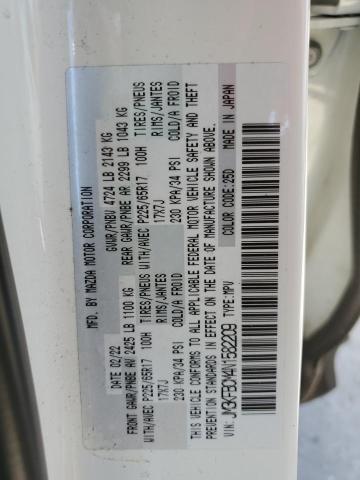 MFD. BY MAZDA MOTOR CORPORATION
DATE: 02/22 GVWR/PNBV 4724 LB 2143 KG
FRONT GAWR/PNBE AV 2425 LB 1100 KG REAR GAWR/PNBE AR 2299 LB 1043 KG
WITH/AVEC P225/65R17 100H TIRES/PNEUS WITH/AVEC P225/65R17 100H TIRES/PNEUS
17X7J RIMS/JANTES 17X7J RIMS/JANTES
230 KPA/34 PSI COLD/A FROID 230 KPA/34 PSI COLD/A FROID
THIS VEHICLE CONFORMS TO ALL APPLICABLE FEDERAL MOTOR VEHICLE SAFETY AND THEFT
PREVENTION STANDARDS IN EFFECT ON THE DATE OF MANUFACTURE SHOWN ABOVE.
VIN: TYPE: MPV COLOR CODE: 25D MADE IN JAPAN